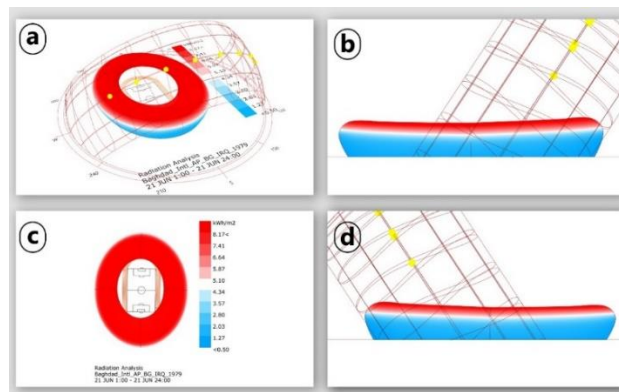 a
b
Radiation Analysis
Baghdad_Intl_AP_BG_IRQ_1979
21 JUN 1:00 - 21 JUN 24:00
c
kWh/m2
8.17<
7.41
6.64
5.87
5.10
4.34
3.57
2.80
2.03
1.27
<0.50
Radiation Analysis
Baghdad_Intl_AP_BG_IRQ_1979
21 JUN 1:00 - 21 JUN 24:00
d